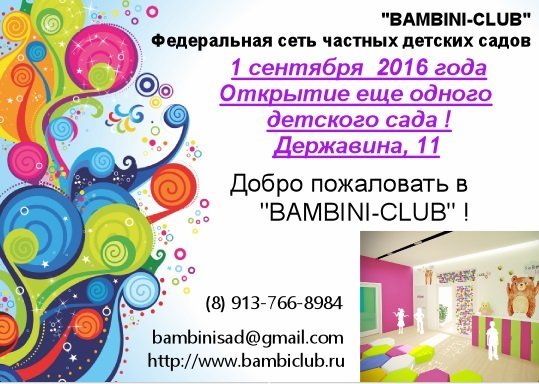 "BAMBINI-CLUB"
Федеральная сеть частных детских садов
1 сентября 2016 года
Открытие еще одного
детского сада !
Державина, 11
Добро пожаловать в
"BAMBINI-CLUB" !
(8) 913-766-8984
bambinisad@gmail.com
http://www.bambiclub.ru